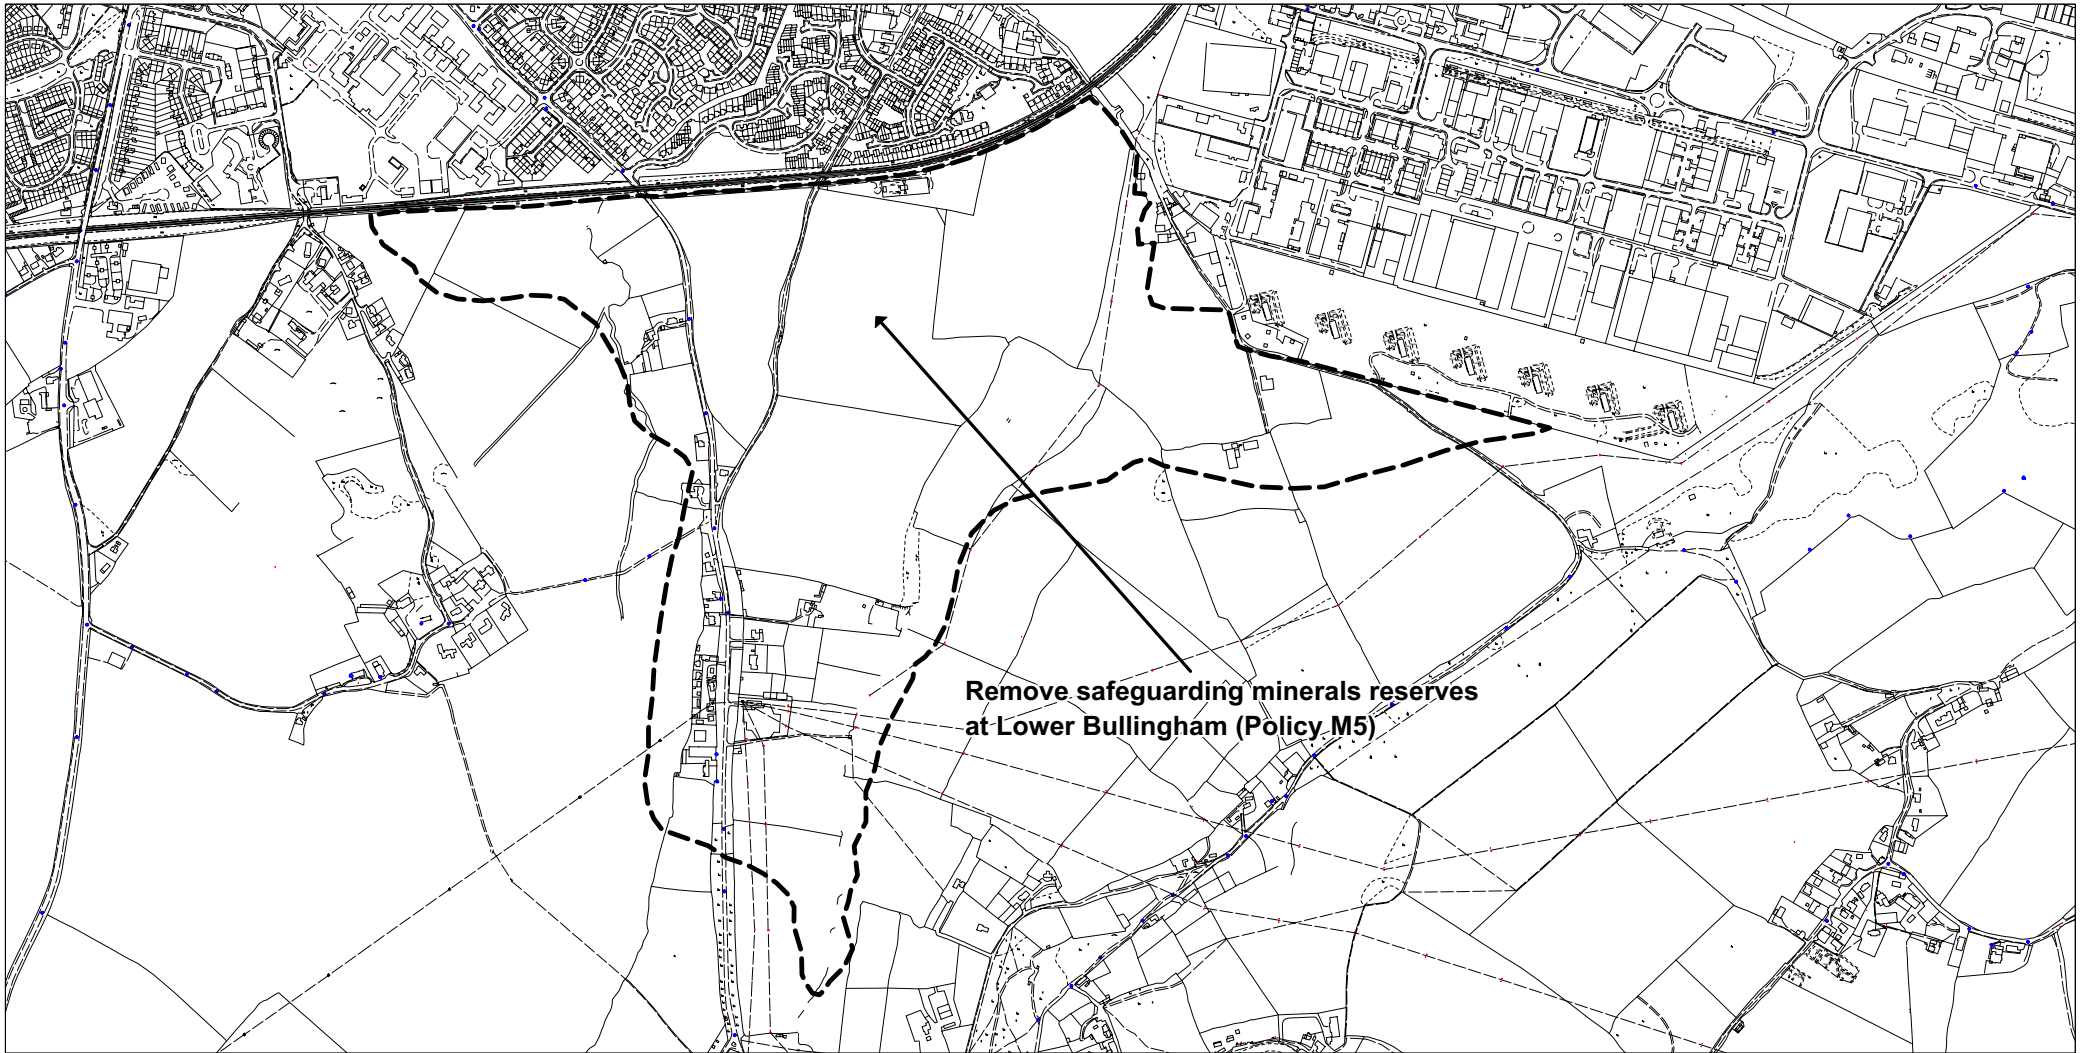 Remove safeguarding minerals reserves
at Lower Bullingham (Policy M5)